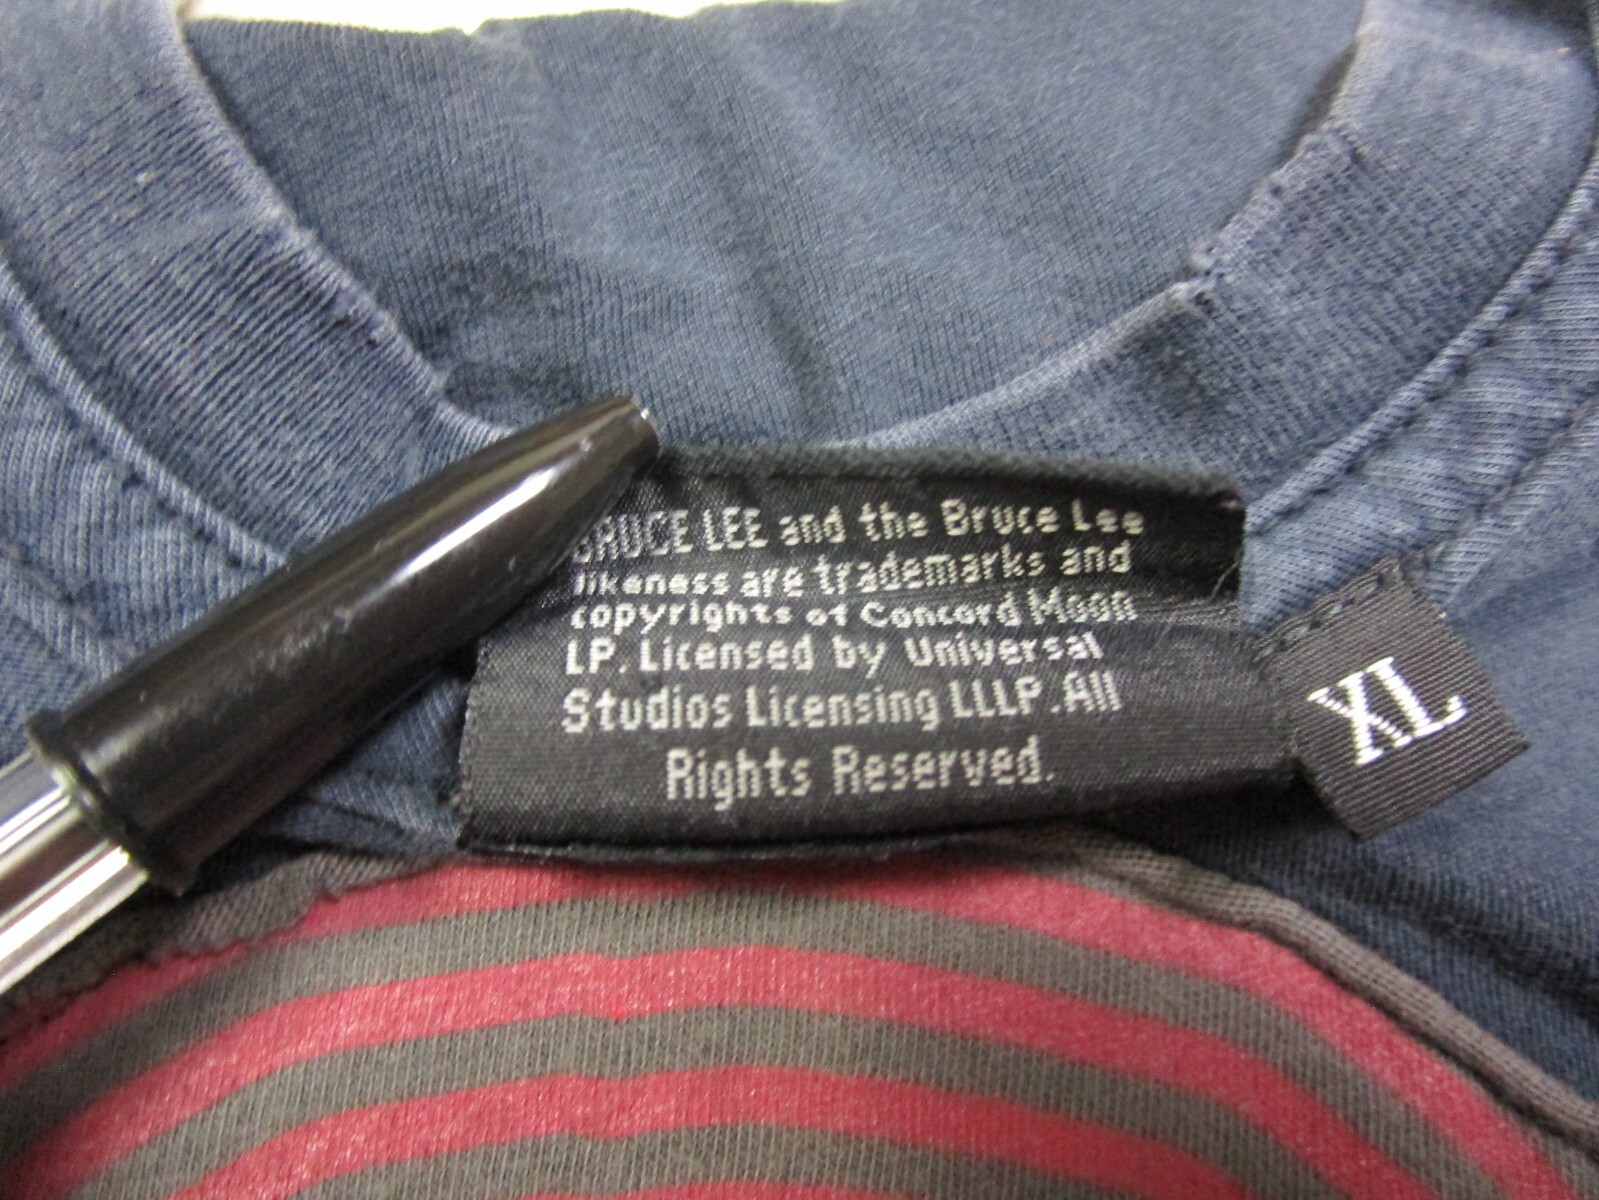 BRUCE LEE and the Bruce Lee
likeness are trademarks and
copyrights of Concord Moon
LP. Licensed by Universal
Studios Licensing LLLP. All
Rights Reserved.
XL